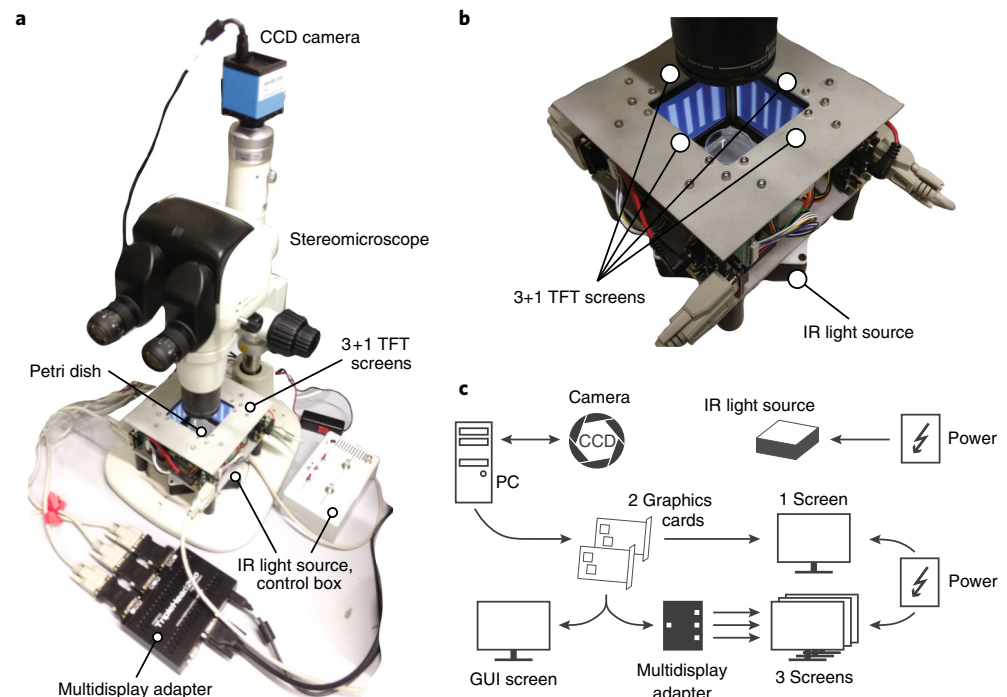 a
CCD camera
Stereomicroscope
3+1 TFT
screens
Petri dish
IR light source,
control box
Multidisplay adapter
TripleHead2Go
b
3+1 TFT screens
IR light source
c
Camera
CCD
PC
IR light source
Power
2 Graphics
cards
1 Screen
Power
GUI screen
Multidisplay
adapter
3 Screens